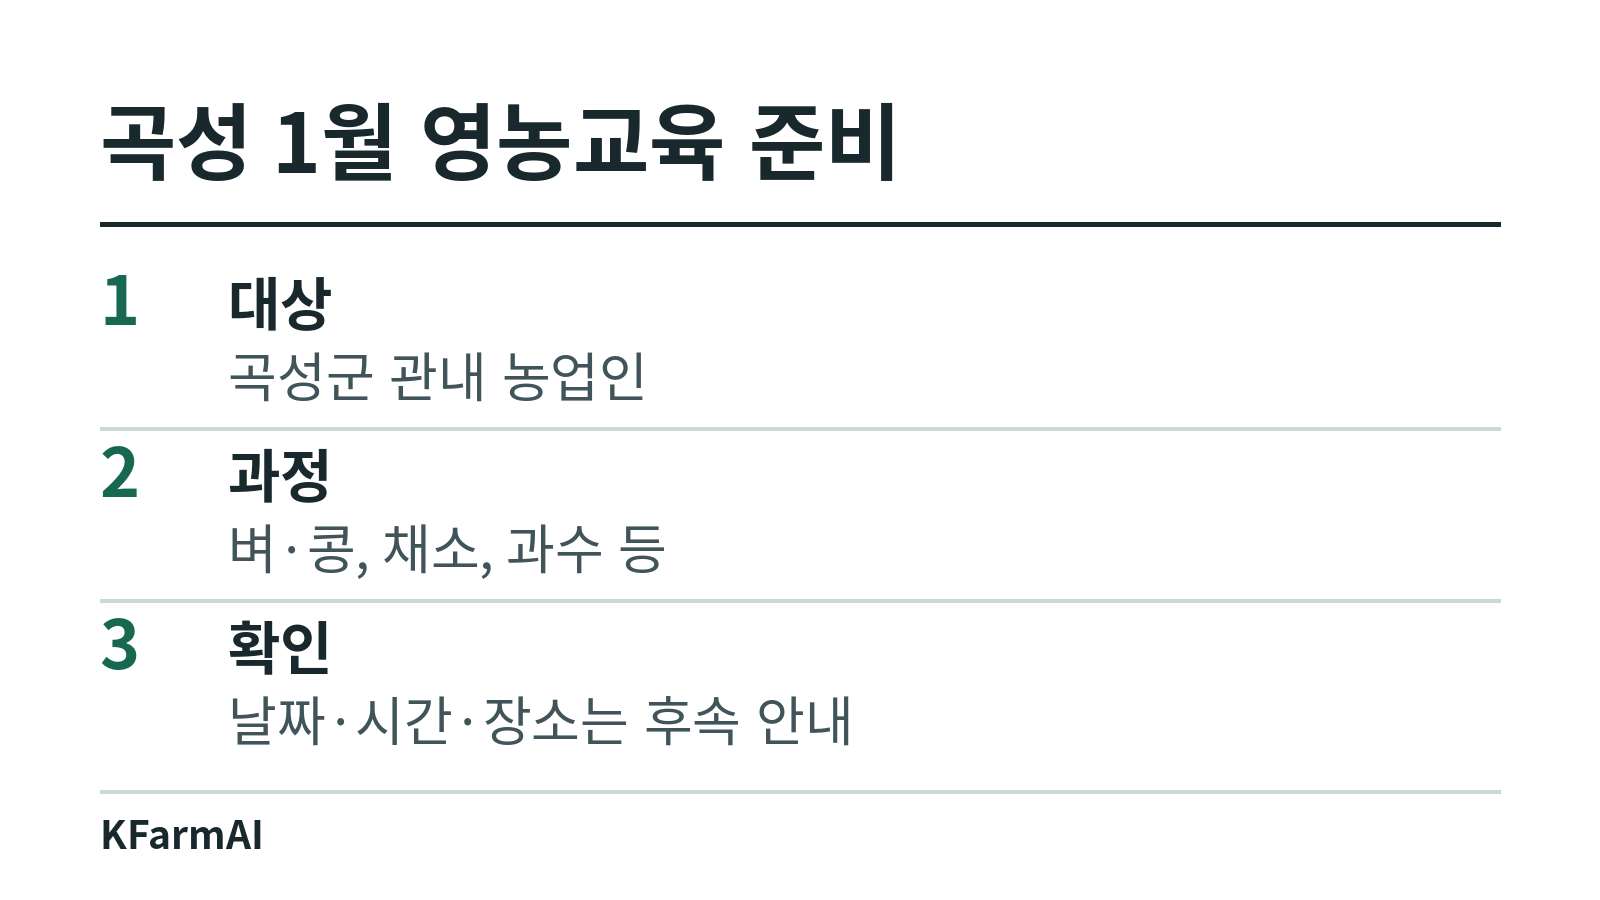 곡성 1월 영농교육 준비
1
대상
곡성군 관내 농업인
2
과정
벼·콩, 채소, 과수 등
3
확인
날짜·시간·장소는 후속 안내
KFarmAI